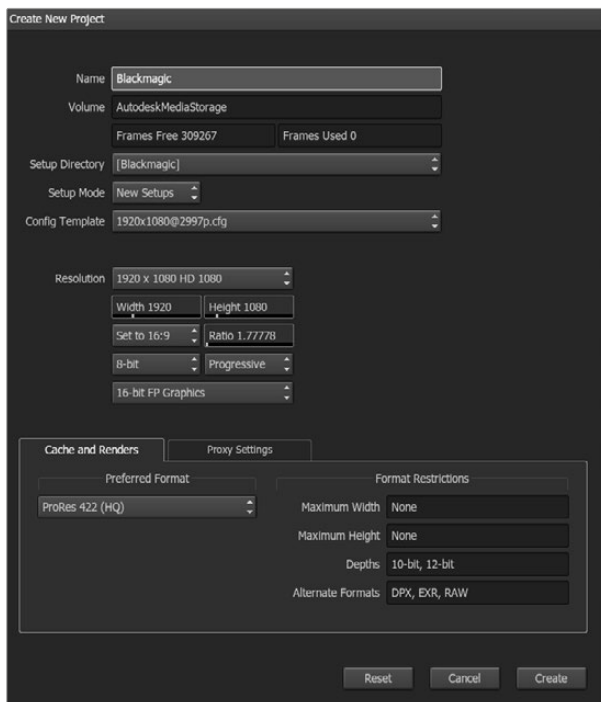 Create New Project
Name Blackmagic
Volume AutodeskMediaStorage
Frames Free 309267 Frames Used 0
Setup Directory [Blackmagic]
Setup Mode New Setups
Config Template 1920x1080@2997p.cfg
Resolution 1920 x 1080 HD 1080
Width 1920 Height 1080
Set to 16:9 Ratio 1.77778
8-bit Progressive
16-bit FP Graphics
Cache and Renders Proxy Settings
Preferred Format Format Restrictions
ProRes 422 (HQ) Maximum Width None
Maximum Height None
Depths 10-bit, 12-bit
Alternate Formats DPX, EXR, RAW
Reset Cancel Create